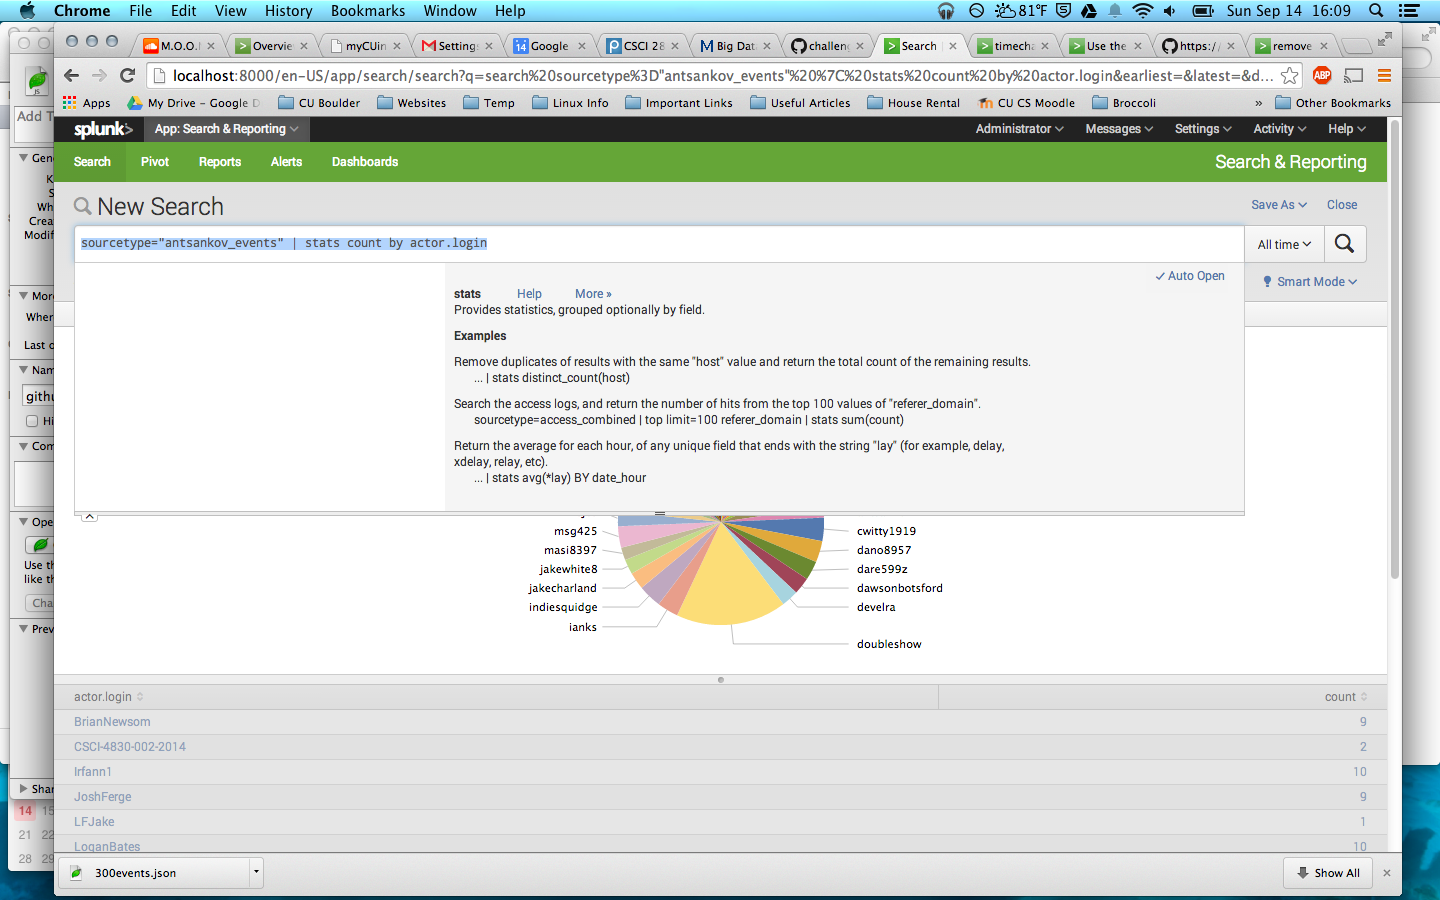 Chrome File Edit View History Bookmarks Window Help 81°F Sun Sep 14 16:09
M.O.O. Overvie myCUin Settings Google CSCI 28 Big Dat challen Search timecha Use the https:// remove
localhost:8000/en-US/app/search/search?q=search%20sourcetype%3D"antsankov_events"%20%7C%20stats%20count%20by%20actor.login&earliest=&latest=&d... ABP
Apps My Drive - Google D CU Boulder Websites Temp Linux Info Important Links Useful Articles House Rental CU CS Moodle Broccoli » Other Bookmarks
splunk> App: Search & Reporting Administrator Messages Settings Activity Help
Search Pivot Reports Alerts Dashboards Search & Reporting
New Search Save As Close
sourcetype="antsankov_events" | stats count by actor.login All time
Auto Open Smart Mode
stats Help More »
Provides statistics, grouped optionally by field.
Examples
Remove duplicates of results with the same "host" value and return the total count of the remaining results.
... | stats distinct_count(host)
Search the access logs, and return the number of hits from the top 100 values of "referer_domain".
sourcetype=access_combined | top limit=100 referer_domain | stats sum(count)
Return the average for each hour, of any unique field that ends with the string "lay" (for example, delay,
xdelay, relay, etc).
... | stats avg(*lay) BY date_hour
msg425 cwitty1919
masi8397 dano8957
jakewhite8 dare599z
jakecharland dawsonbotsford
indiesquidge develra
ianks
doubleshow
actor.login count
BrianNewsom 9
CSCI-4830-002-2014 2
Irfann1 10
JoshFerge 9
LFJake 1
LoganBates 10
300events.json Show All
Add T
Gene
K
S
Wh
Crea
Modif
Mor
Wher
Last o
Nam
githu
Hi
Com
Ope
Use th
like th
Cha
Prev
Shar
14 15
21 22
28 29